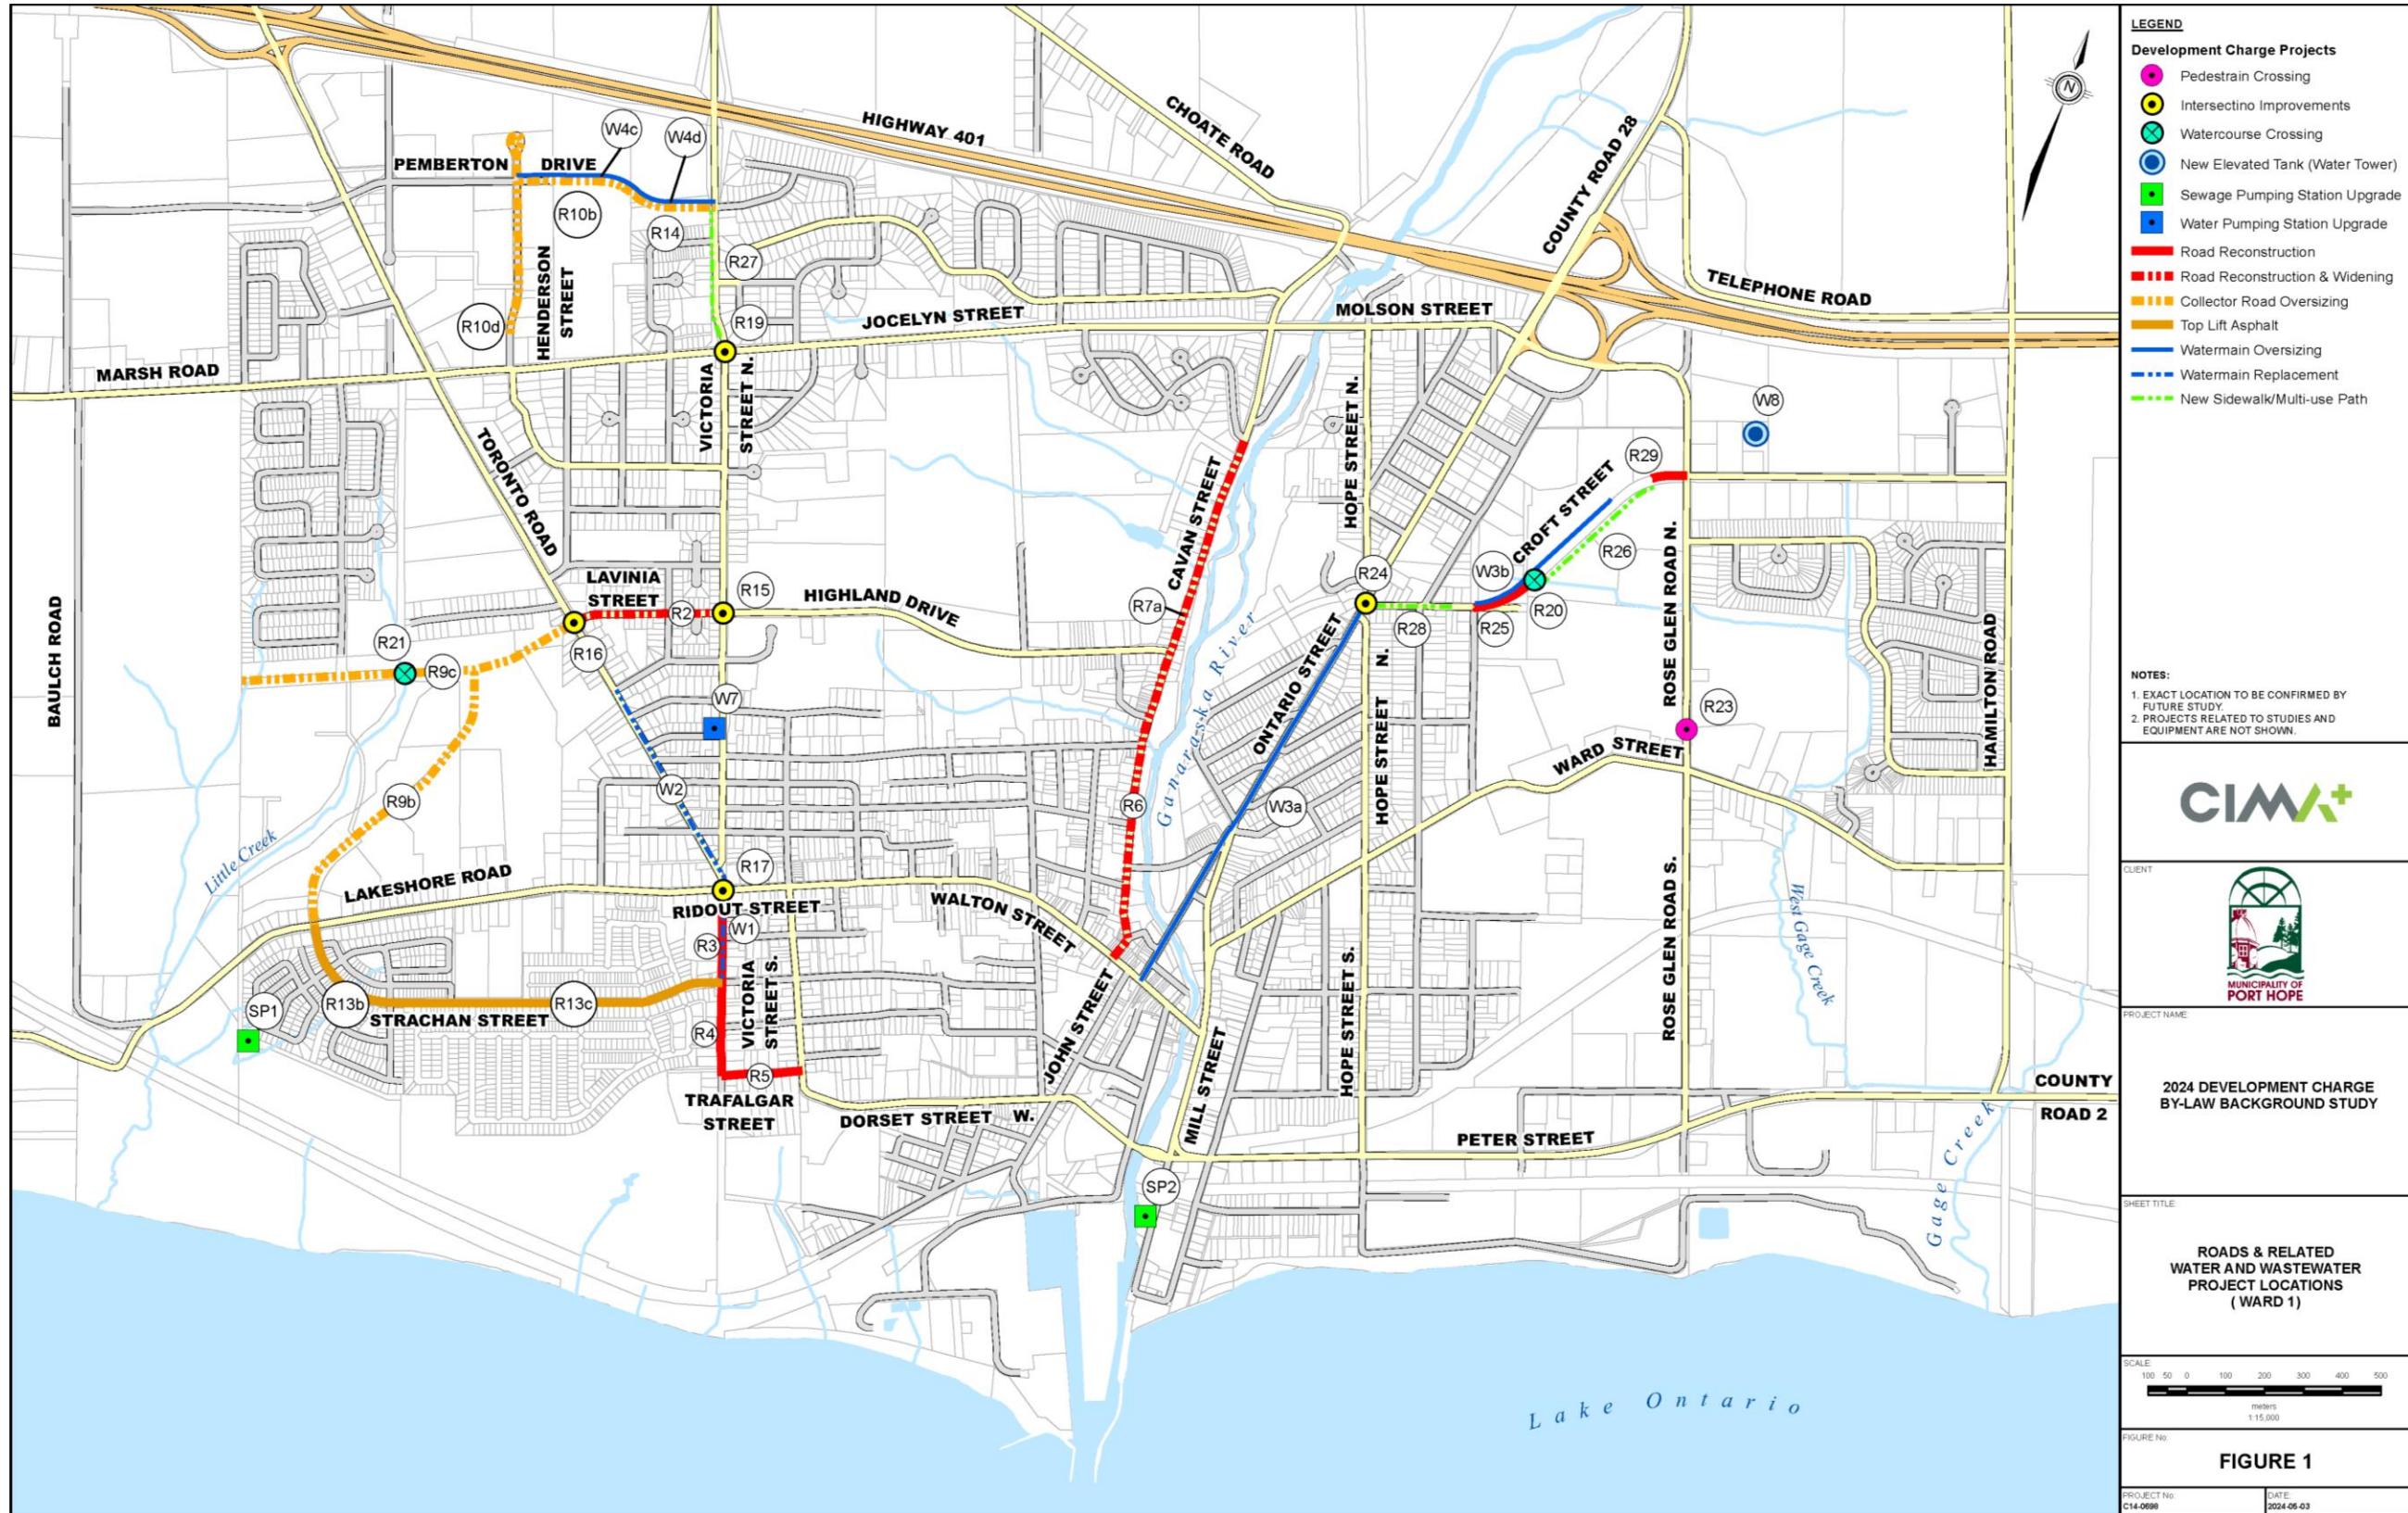 HIGHWAY 401
CHOATE ROAD
COUNTY ROAD 28
TELEPHONE ROAD
PEMBERTON DRIVE
W4c
W4d
R10b
R14
R27
HENDERSON
STREET
R10d
R19
JOCELYN STREET
MOLSON STREET
MARSH ROAD
VICTORIA
STREET N.
TORONTO ROAD
HOPE STREET N.
W8
R29
CROFT STREET
R26
CAVAN STREET
R7a
LAVINIA
STREET
R2
R15
HIGHLAND DRIVE
R24
W3b
R20
R25
R28
ROSE GLEN ROAD N.
HAMILTON ROAD
BAULCH ROAD
R21
R9c
R16
Ganaraska River
ONTARIO STREET
HOPE STREET N.
W7
R23
WARD STREET
W2
R9b
R6
W3a
Little Creek
LAKESHORE ROAD
R17
RIDOUT STREET
WALTON STREET
W1
R3
VICTORIA
STREET S.
R13b
R13c
STRACHAN STREET
SP1
R4
R5
TRAFALGAR
STREET
DORSET STREET W.
JOHN STREET
MILL STREET
HOPE STREET S.
ROSE GLEN ROAD S.
West Gage Creek
PETER STREET
COUNTY
ROAD 2
Gage Creek
SP2
Lake Ontario
N
LEGEND
Development Charge Projects
Pedestrain Crossing
Intersectino Improvements
Watercourse Crossing
New Elevated Tank (Water Tower)
Sewage Pumping Station Upgrade
Water Pumping Station Upgrade
Road Reconstruction
Road Reconstruction & Widening
Collector Road Oversizing
Top Lift Asphalt
Watermain Oversizing
Watermain Replacement
New Sidewalk/Multi-use Path
NOTES:
1. EXACT LOCATION TO BE CONFIRMED BY
FUTURE STUDY.
2. PROJECTS RELATED TO STUDIES AND
EQUIPMENT ARE NOT SHOWN.
CIMA+
CLIENT
MUNICIPALITY OF
PORT HOPE
PROJECT NAME:
2024 DEVELOPMENT CHARGE
BY-LAW BACKGROUND STUDY
SHEET TITLE:
ROADS & RELATED
WATER AND WASTEWATER
PROJECT LOCATIONS
( WARD 1)
SCALE:
100 50 0 100 200 300 400 500
meters
1:15,000
FIGURE No:
FIGURE 1
PROJECT No.
C14-0698
DATE:
2024-05-03